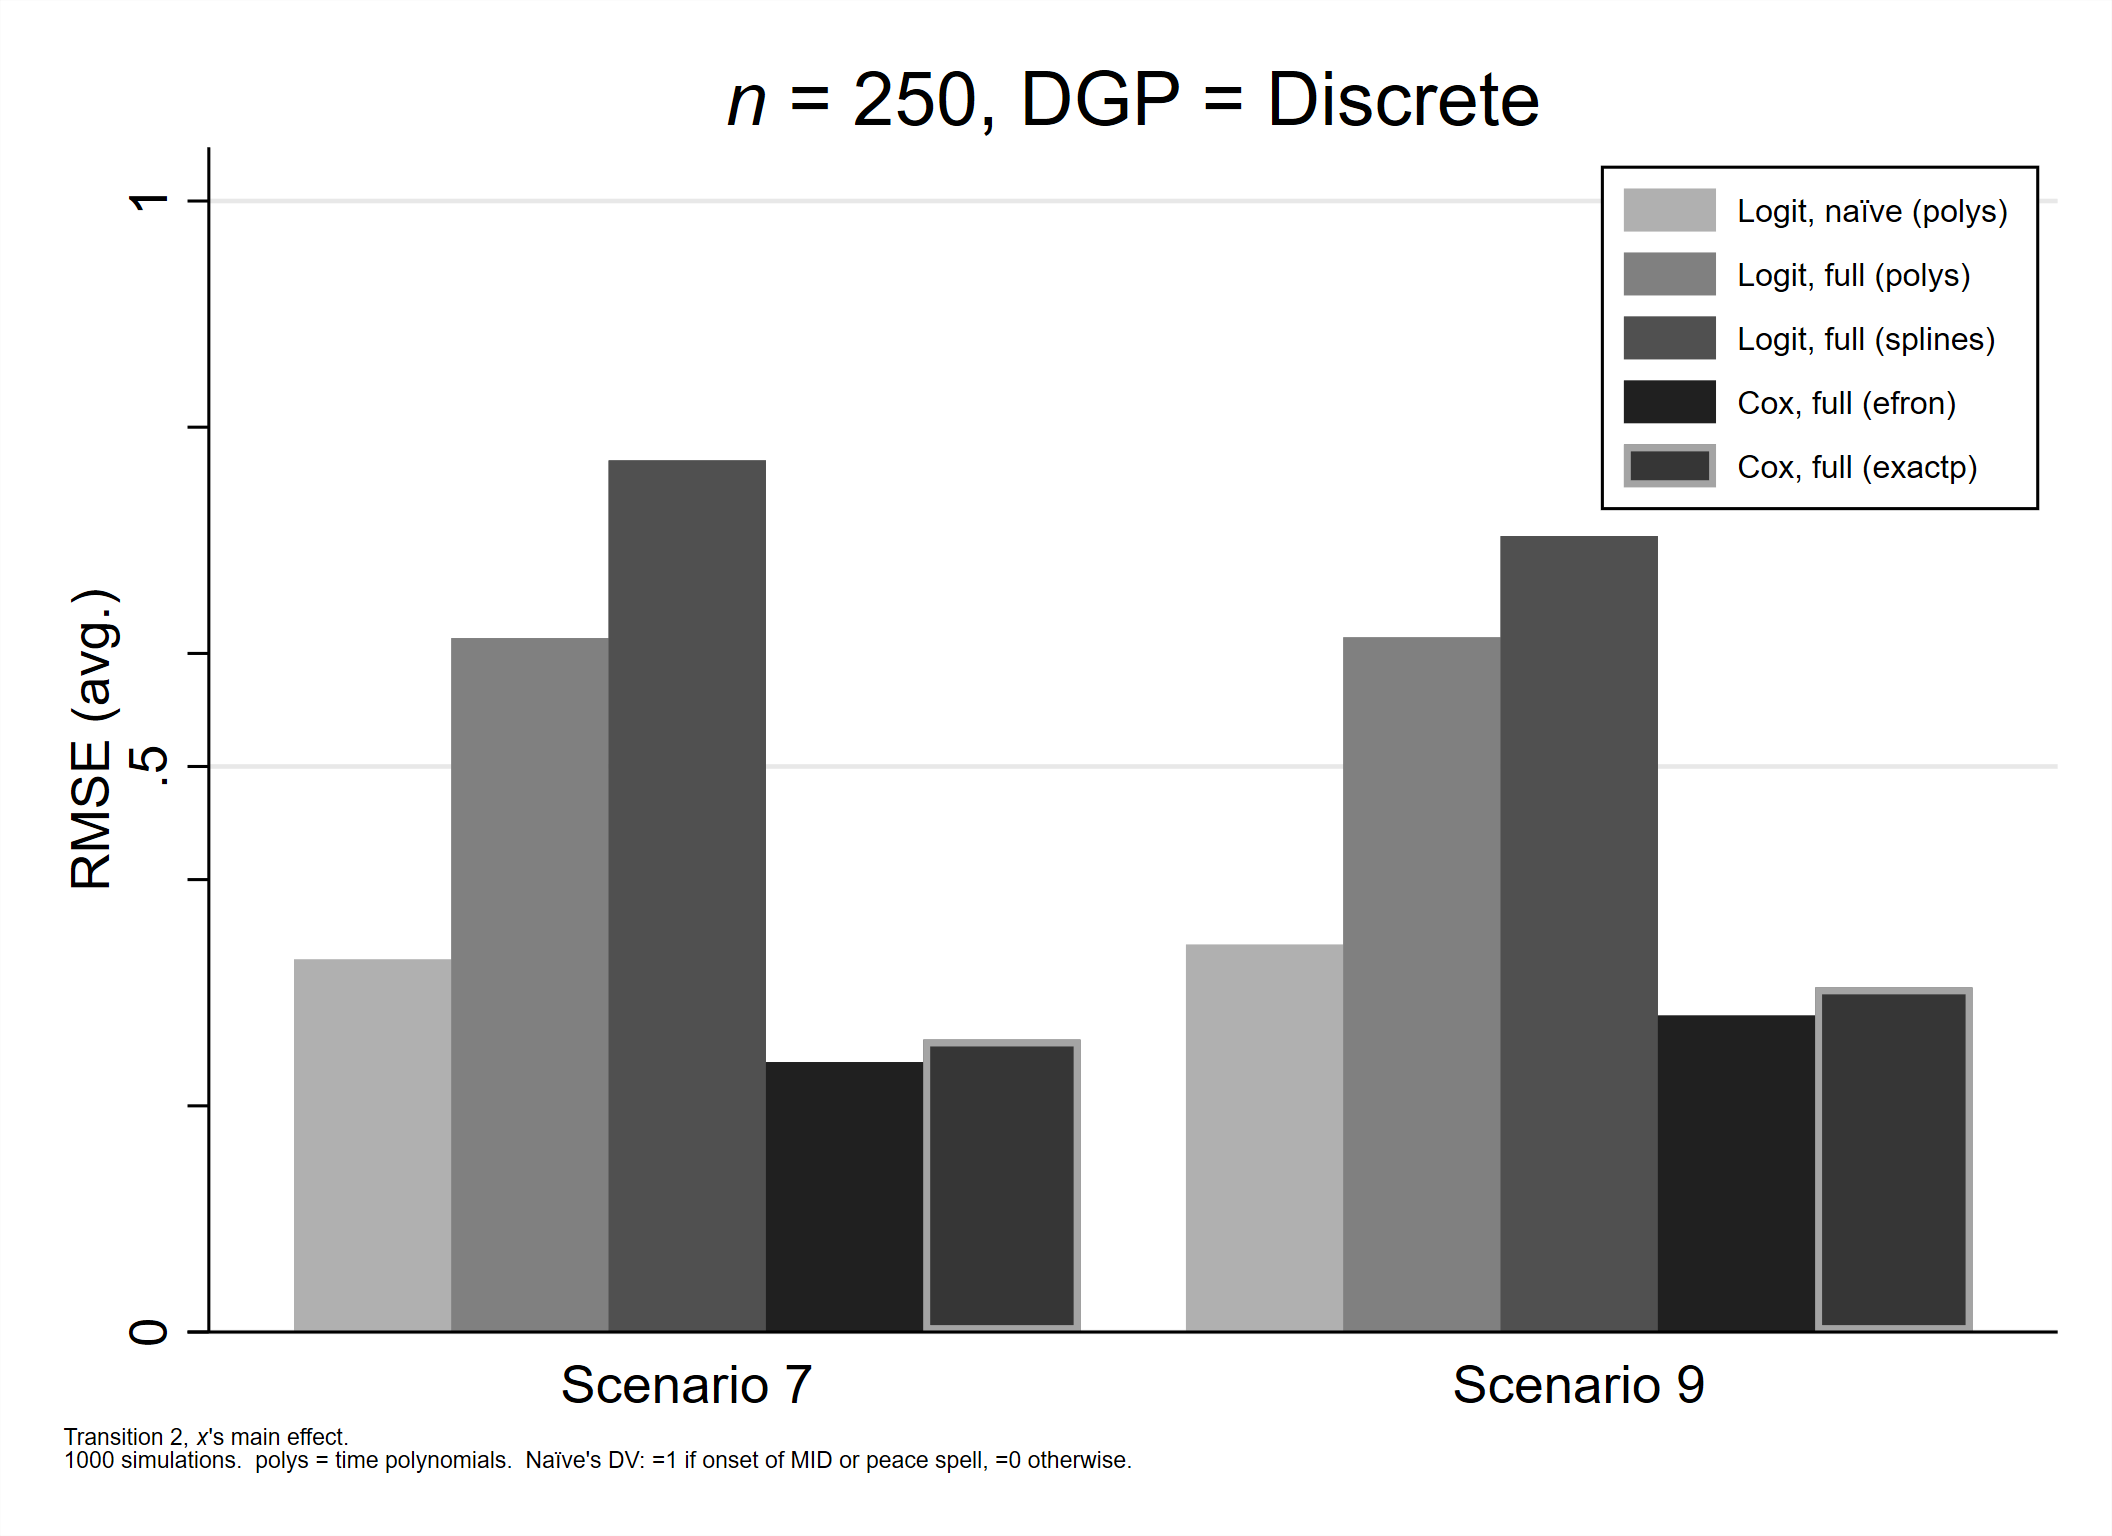 n = 250, DGP = Discrete
RMSE (avg.)
1
.5
0
Logit, naïve (polys)
Logit, full (polys)
Logit, full (splines)
Cox, full (efron)
Cox, full (exactp)
Scenario 7
Scenario 9
Transition 2, x's main effect.
1000 simulations.  polys = time polynomials.  Naïve's DV: =1 if onset of MID or peace spell, =0 otherwise.